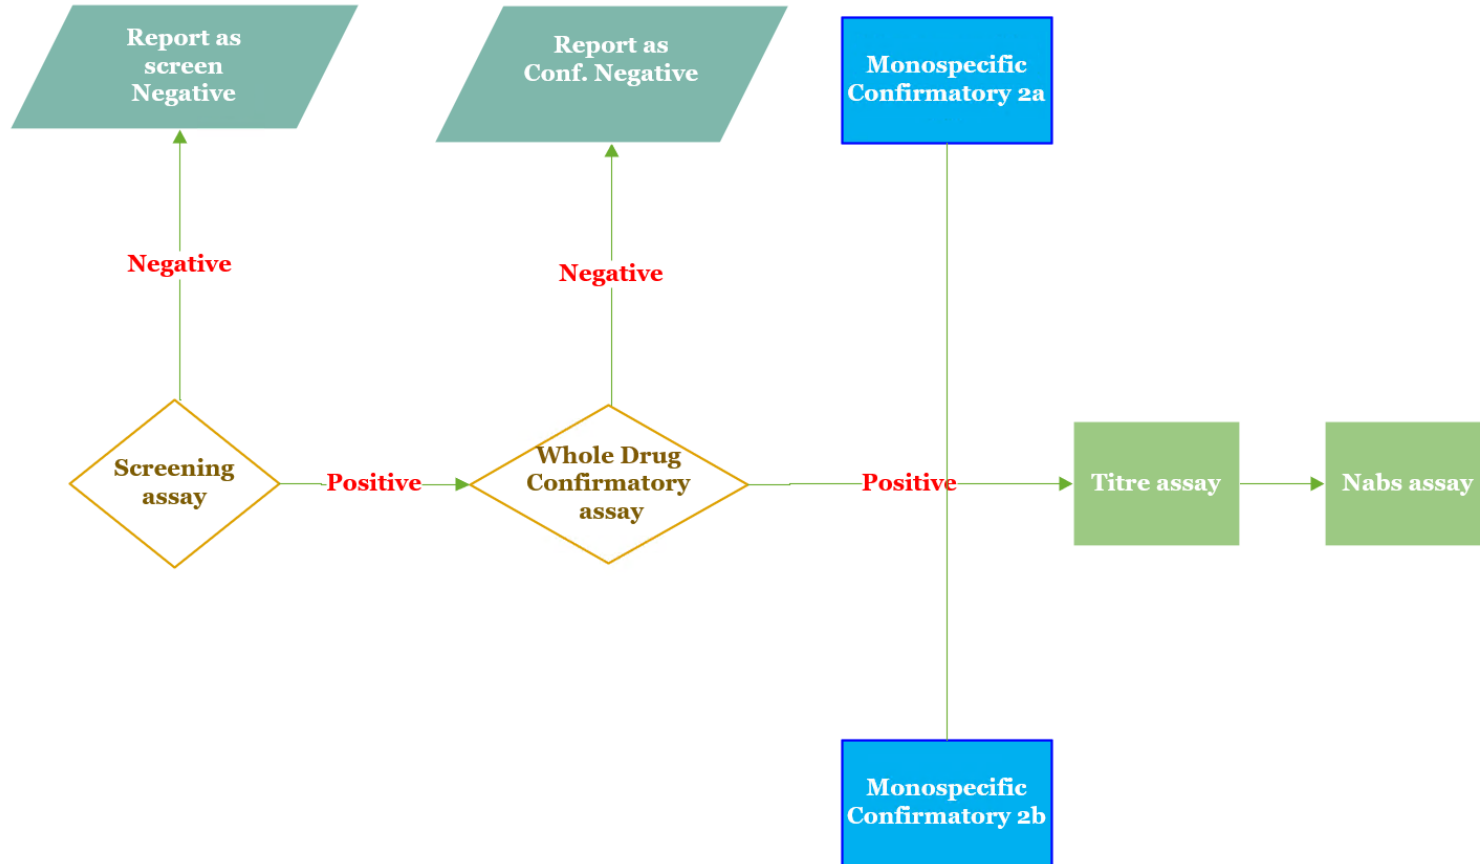 Report as
screen
Negative
Report as
Conf. Negative
Monospecific
Confirmatory 2a
Negative
Negative
Screening
assay
Positive
Whole Drug
Confirmatory
assay
Positive
Titre assay
Nabs assay
Monospecific
Confirmatory 2b